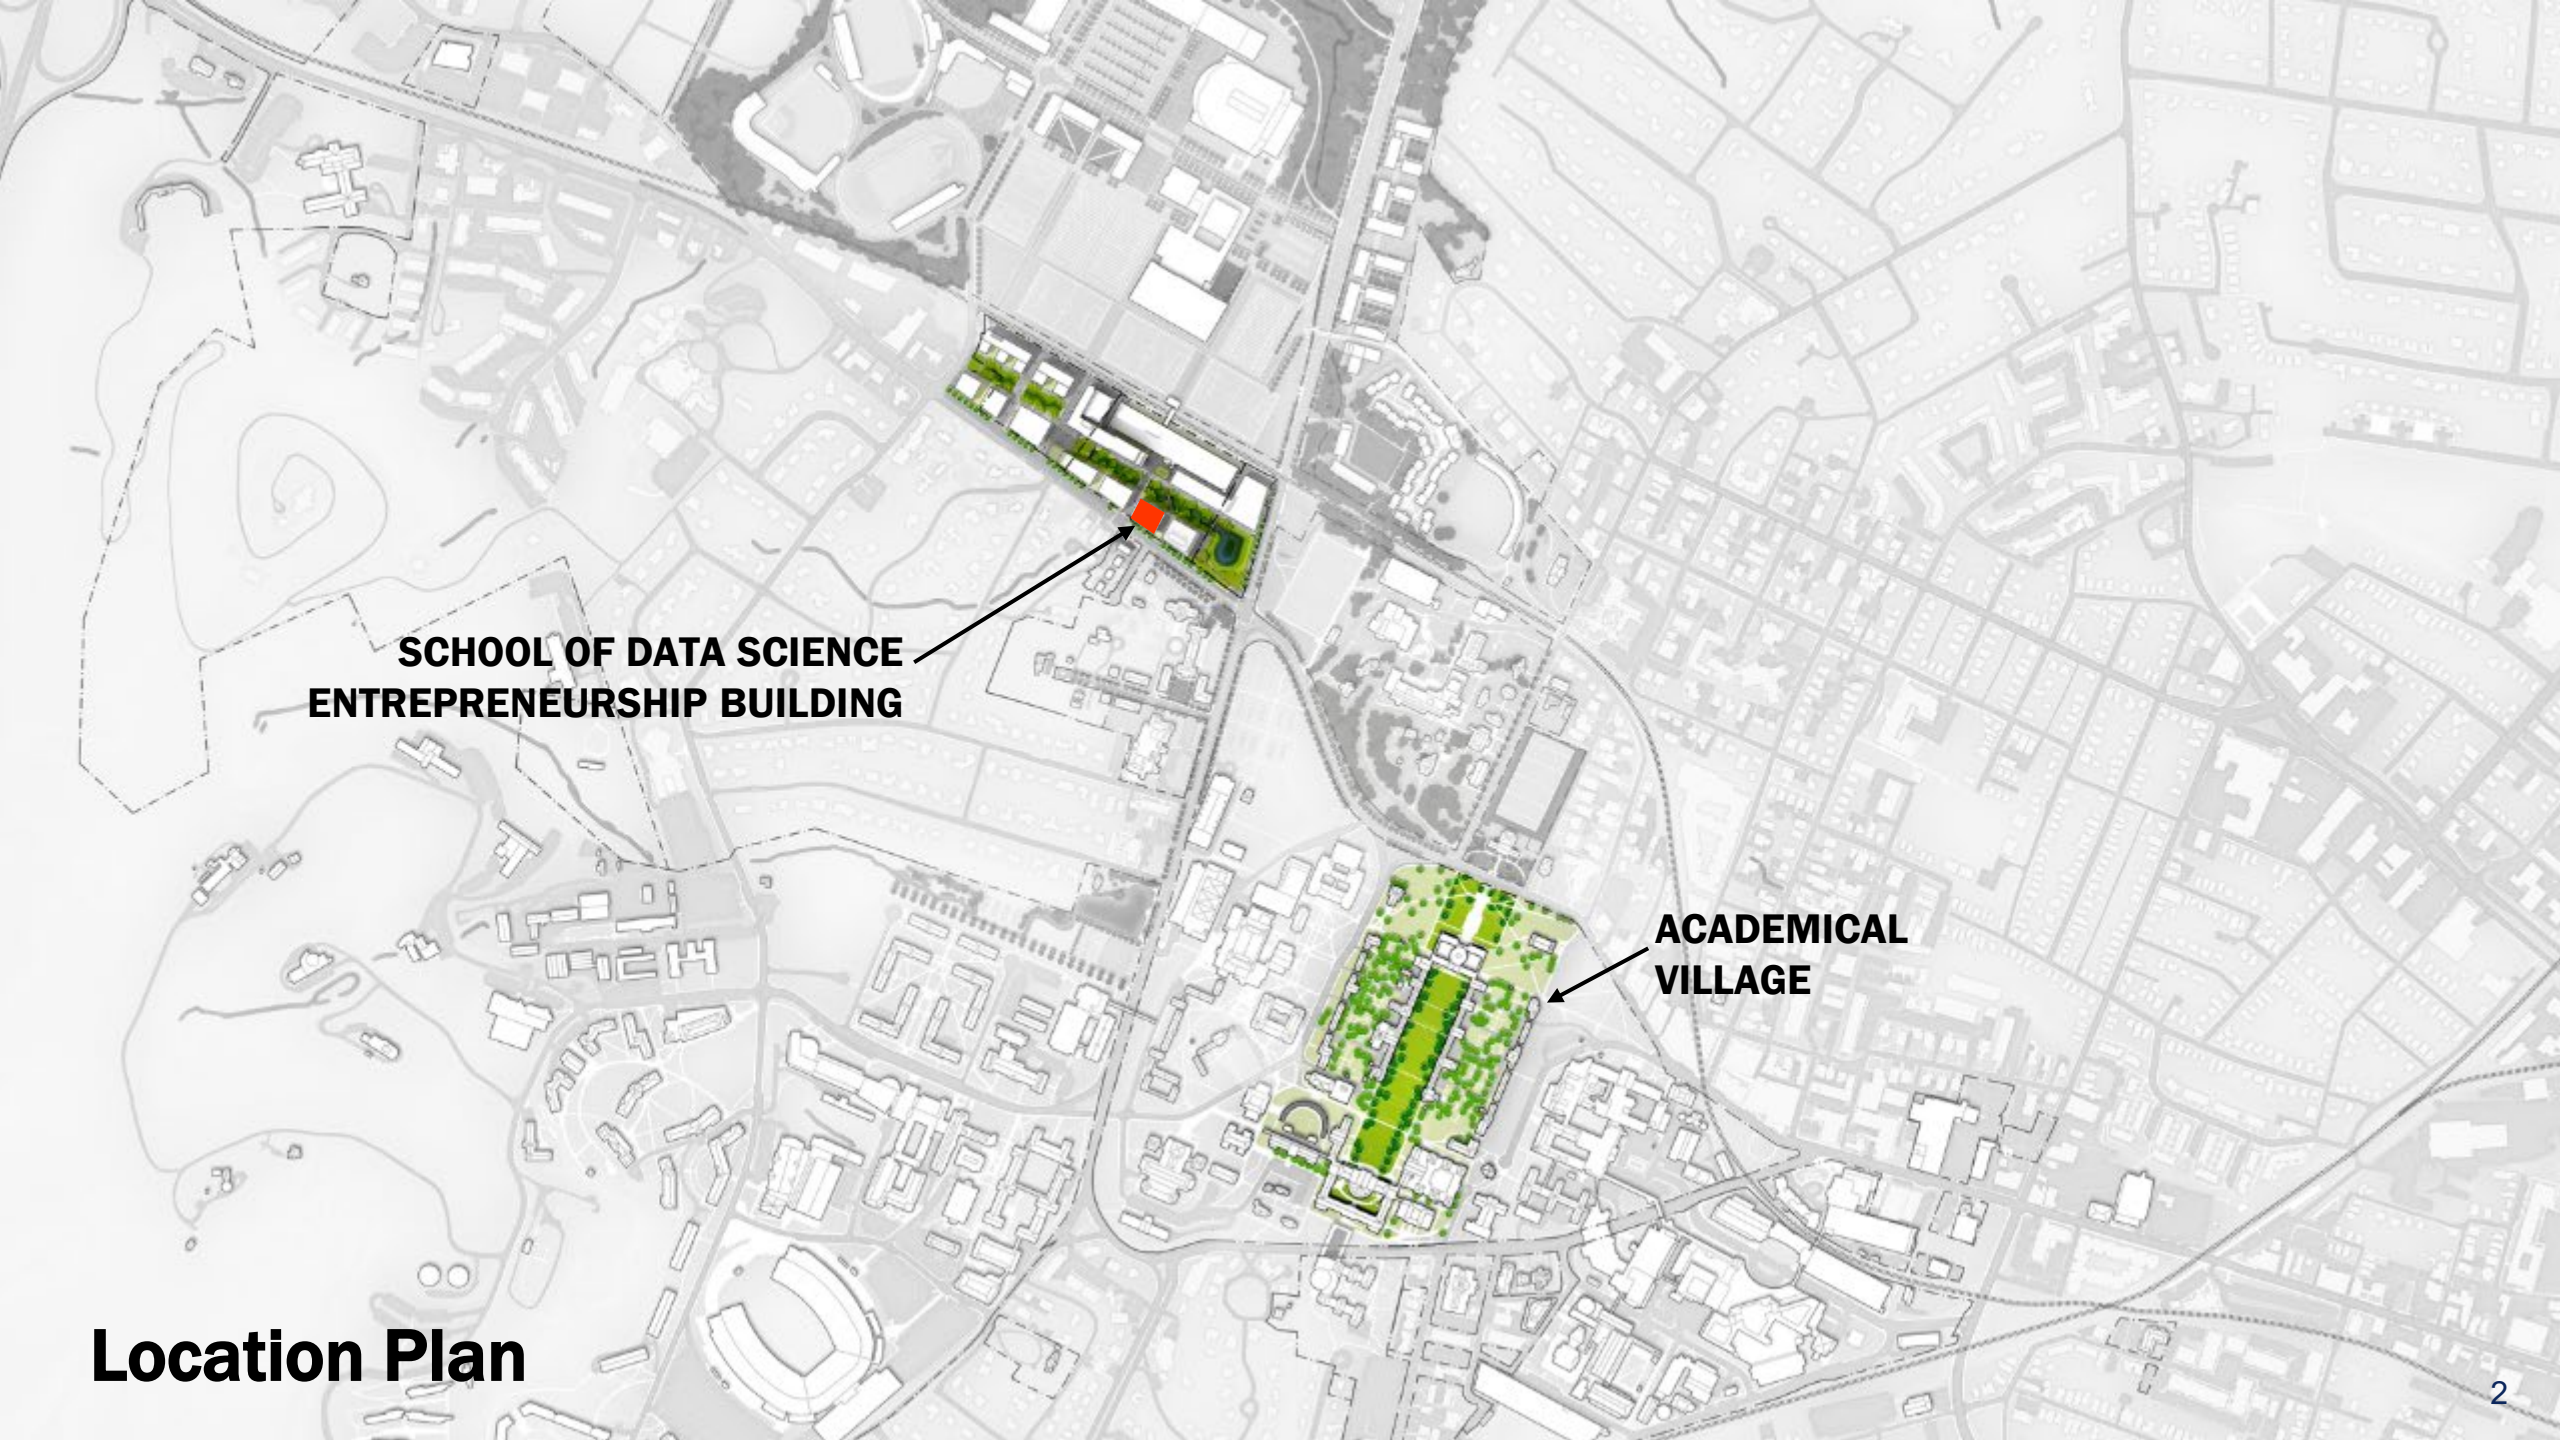 SCHOOL OF DATA SCIENCE
ENTREPRENEURSHIP BUILDING
ACADEMICAL
VILLAGE
Location Plan
2